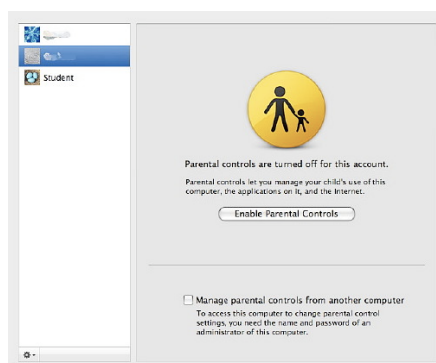 Student
Parental controls are turned off for this account.
Parental controls let you manage your child's use of this
computer, the applications on it, and the Internet.
Enable Parental Controls
Manage parental controls from another computer
To access this computer to change parental control
settings, you need the name and password of an
administrator of this computer.